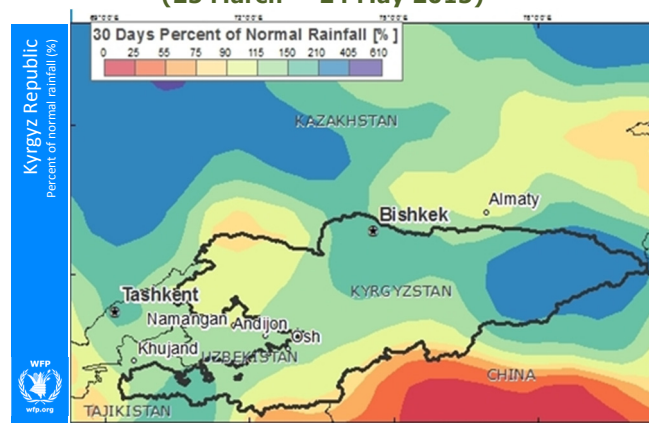 30 Days Percent of Normal Rainfall [% ]
0 25 55 75 90 115 150 210 405 610
Kyrgyz Republic
Percent of normal rainfall (%)
KAZAKHSTAN
Almaty
Bishkek
KYRGYZSTAN
Tashkent
Namangan
Andijon
Osh
Khujand
UZBEKISTAN
CHINA
TAJIKISTAN
WFP
wfp.org